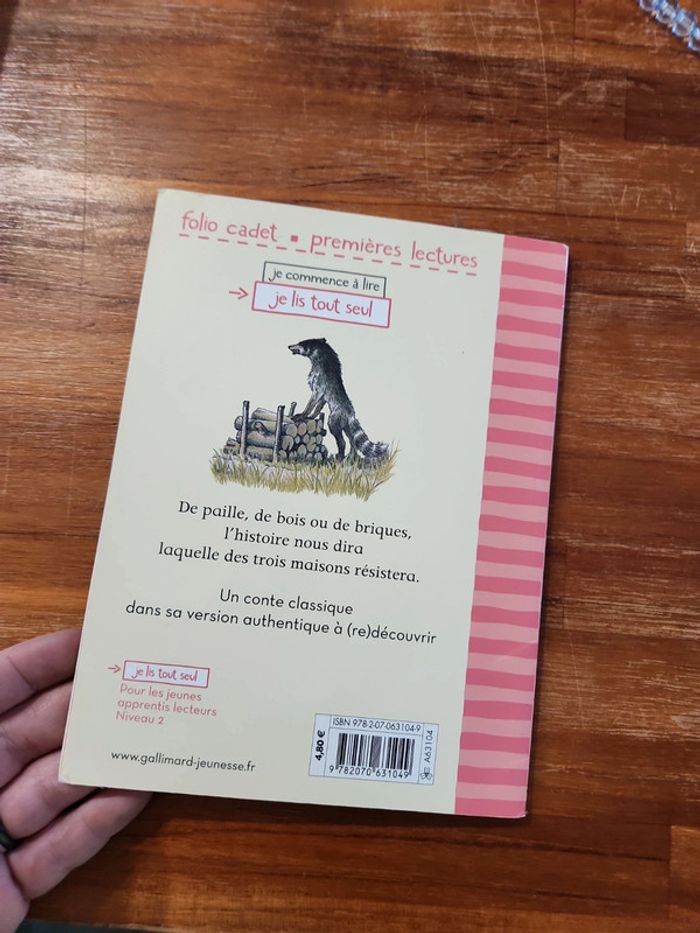 folio cadet ▪ premières lectures
je commence à lire
je lis tout seul
De paille, de bois ou de briques,
l'histoire nous dira
laquelle des trois maisons résistera.
Un conte classique
dans sa version authentique à (re)découvrir
je lis tout seul
Pour les jeunes
apprentis lecteurs
Niveau 2
www.gallimard-jeunesse.fr
ISBN 978-2-07-063104-9
4,80 €
9 782070 631049
A63104